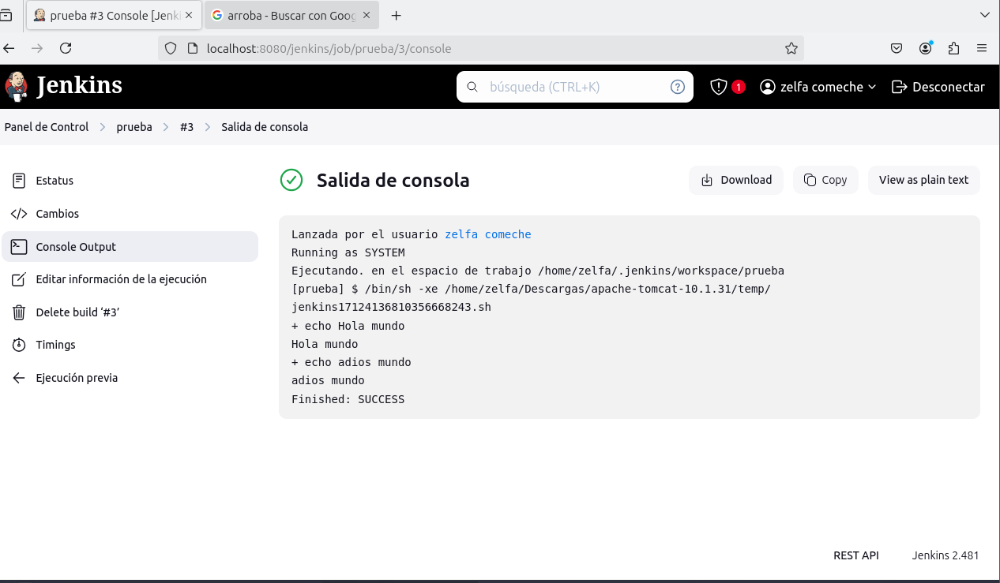 prueba #3 Console [Jenki
arroba - Buscar con Goog
localhost:8080/jenkins/job/prueba/3/console
Jenkins
búsqueda (CTRL+K)
1
zelfa comeche
Desconectar
Panel de Control
prueba
#3
Salida de consola
Estatus
Cambios
Console Output
Editar información de la ejecución
Delete build ‘#3’
Timings
Ejecución previa
Salida de consola
Download
Copy
View as plain text
Lanzada por el usuario zelfa comeche
Running as SYSTEM
Ejecutando. en el espacio de trabajo /home/zelfa/.jenkins/workspace/prueba
[prueba] $ /bin/sh -xe /home/zelfa/Descargas/apache-tomcat-10.1.31/temp/
jenkins17124136810356668243.sh
+ echo Hola mundo
Hola mundo
+ echo adios mundo
adios mundo
Finished: SUCCESS
REST API
Jenkins 2.481